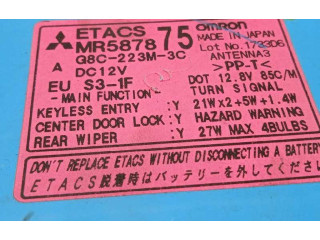 ETACS OMRON
MR587875 MADE IN JAPAN
G8C-223M-3C Lot No. 1733D6
A DC12V ANTENNA3
>PP-T<
EU S3-1F DOT 12.8V 85C/M
-MAIN FUNCTION- TURN SIGNAL
KEYLESS ENTRY :Y 21W×2+5W+1.4W
CENTER DOOR LOCK :Y HAZARD WARNING
REAR WIPER :Y 27W MAX 4BULBS
DON'T REPLACE ETACS WITHOUT DISCONNECTING A BATTERY
ETACS脱着時はバッテリーを外してください